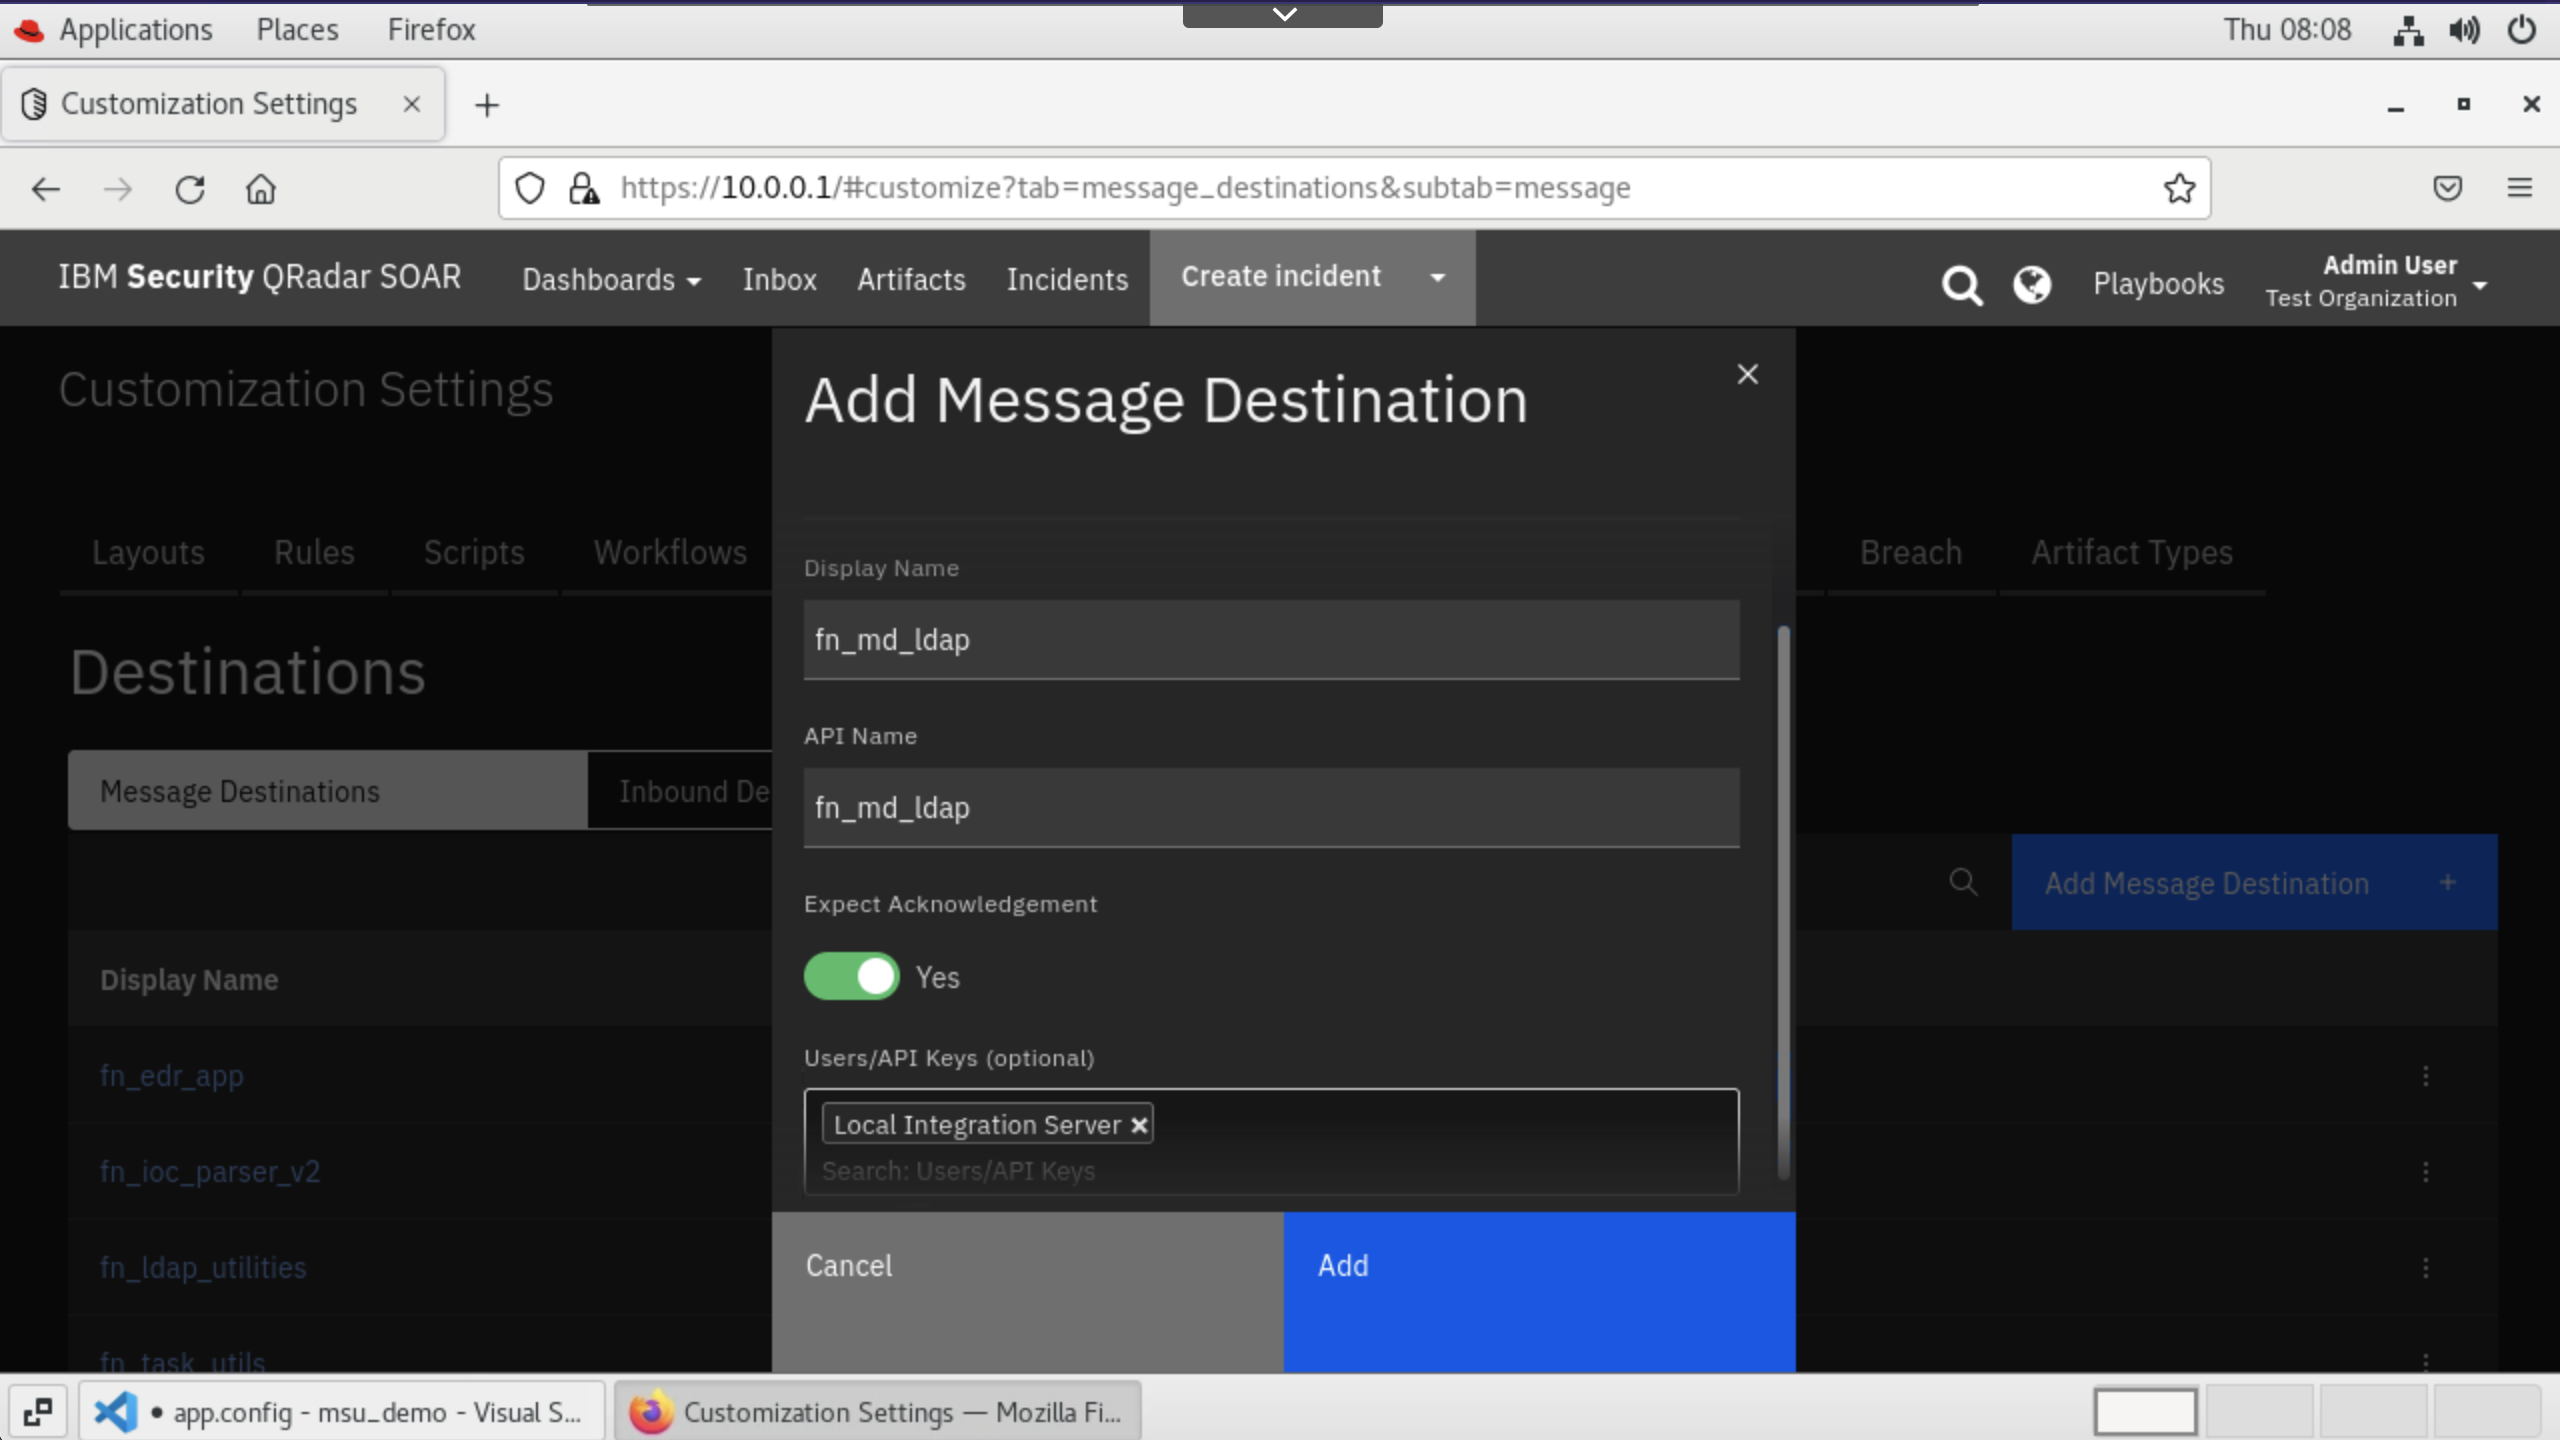 Applications Places Firefox Thu 08:08
Customization Settings
https://10.0.0.1/#customize?tab=message_destinations&subtab=message
IBM Security QRadar SOAR Dashboards Inbox Artifacts Incidents Create incident Playbooks Admin User
Test Organization
Customization Settings
Add Message Destination
Layouts Rules Scripts Workflows Breach Artifact Types
Destinations
Message Destinations Inbound De
Add Message Destination +
Display Name
fn_edr_app
fn_ioc_parser_v2
fn_ldap_utilities
fn_task_utils
Display Name
fn_md_ldap
API Name
fn_md_ldap
Expect Acknowledgement
Yes
Users/API Keys (optional)
Local Integration Server ×
Search: Users/API Keys
Cancel Add
• app.config - msu_demo - Visual S... Customization Settings — Mozilla Fi...